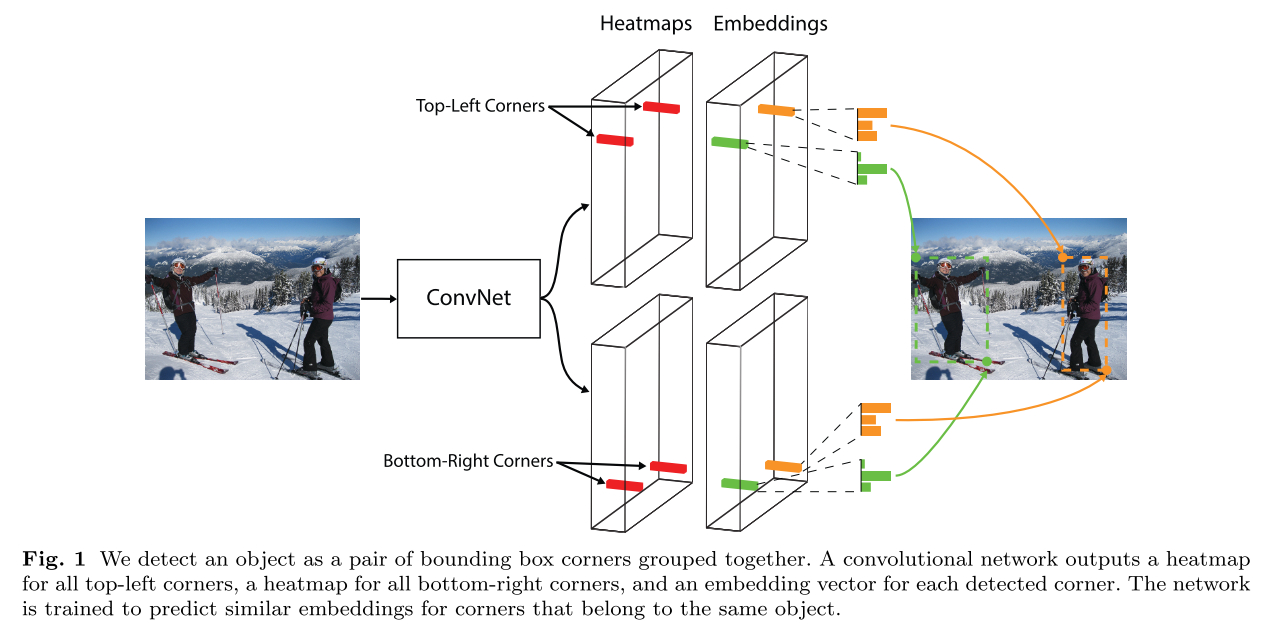 Heatmaps Embeddings
Top-Left Corners
ConvNet
Bottom-Right Corners
Fig. 1 We detect an object as a pair of bounding box corners grouped together. A convolutional network outputs a heatmap
for all top-left corners, a heatmap for all bottom-right corners, and an embedding vector for each detected corner. The network
is trained to predict similar embeddings for corners that belong to the same object.